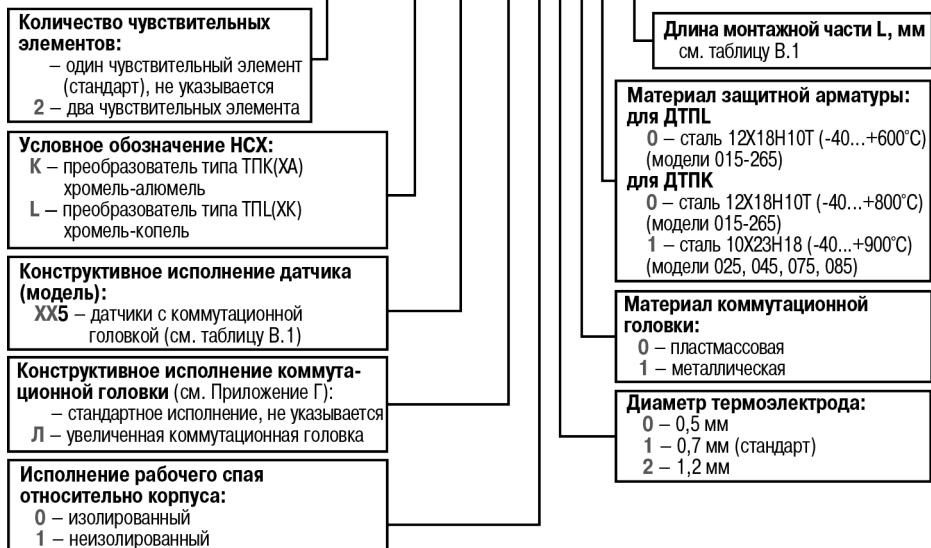 Количество чувствительных
элементов:
– один чувствительный элемент
(стандарт), не указывается
2 – два чувствительных элемента
Условное обозначение НСХ:
K – преобразователь типа ТПК(ХА)
хромель-алюмель
L – преобразователь типа ТПL(ХК)
хромель-копель
Конструктивное исполнение датчика
(модель):
ХХ5 – датчики с коммутационной
головкой (см. таблицу В.1)
Конструктивное исполнение коммута-
ционной головки (см. Приложение Г):
– стандартное исполнение, не указывается
Л – увеличенная коммутационная головка
Исполнение рабочего спая
относительно корпуса:
0 – изолированный
1 – неизолированный
Длина монтажной части L, мм
см. таблицу В.1
Материал защитной арматуры:
для ДТПL
0 – сталь 12Х18Н10Т (-40...+600°С)
(модели 015-265)
для ДТПК
0 – сталь 12Х18Н10Т (-40...+800°С)
(модели 015-265)
1 – сталь 10Х23Н18 (-40...+900°С)
(модели 025, 045, 075, 085)
Материал коммутационной
головки:
0 – пластмассовая
1 – металлическая
Диаметр термоэлектрода:
0 – 0,5 мм
1 – 0,7 мм (стандарт)
2 – 1,2 мм